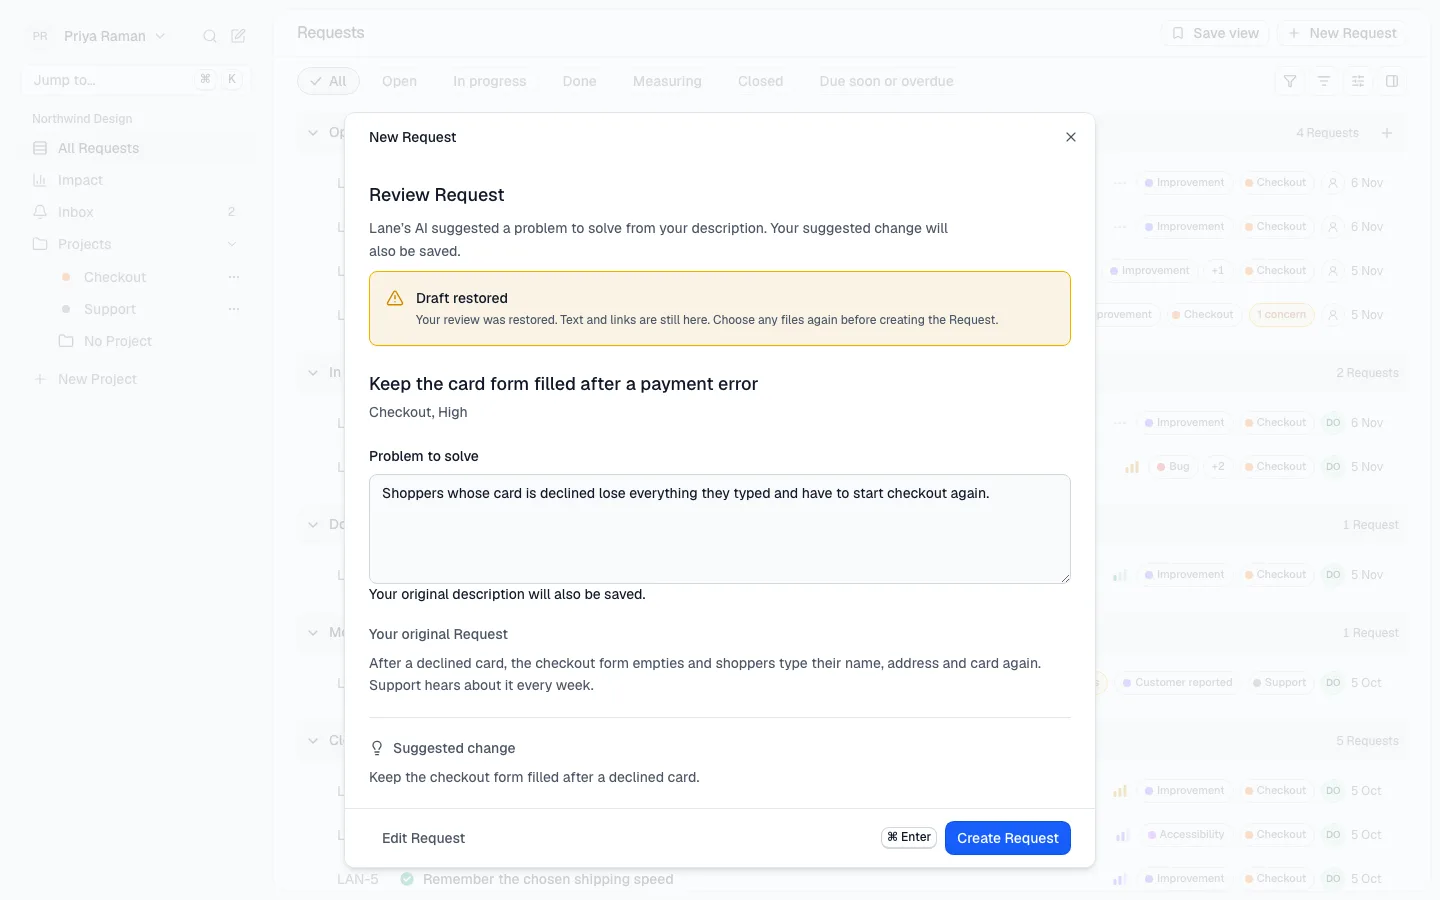 PR Priya Raman
Requests
Save view
New Request
Jump to...
⌘ K
All
Open
In progress
Done
Measuring
Closed
Due soon or overdue
Northwind Design
All Requests
Impact
Inbox 2
Projects
Checkout
Support
No Project
New Project
4 Requests
Improvement Checkout 6 Nov
Improvement Checkout 6 Nov
Improvement +1 Checkout 5 Nov
Checkout 1 concern 5 Nov
In
2 Requests
Improvement Checkout DO 6 Nov
Bug +2 Checkout DO 5 Nov
1 Request
Improvement Checkout DO 5 Nov
1 Request
Customer reported Support DO 5 Oct
5 Requests
Improvement Checkout DO 5 Oct
Accessibility Checkout DO 5 Oct
LAN-5 Remember the chosen shipping speed Improvement Checkout DO 5 Oct
New Request
Review Request
Lane's AI suggested a problem to solve from your description. Your suggested change will
also be saved.
Draft restored
Your review was restored. Text and links are still here. Choose any files again before creating the Request.
Keep the card form filled after a payment error
Checkout, High
Problem to solve
Shoppers whose card is declined lose everything they typed and have to start checkout again.
Your original description will also be saved.
Your original Request
After a declined card, the checkout form empties and shoppers type their name, address and card again.
Support hears about it every week.
Suggested change
Keep the checkout form filled after a declined card.
Edit Request
⌘ Enter
Create Request